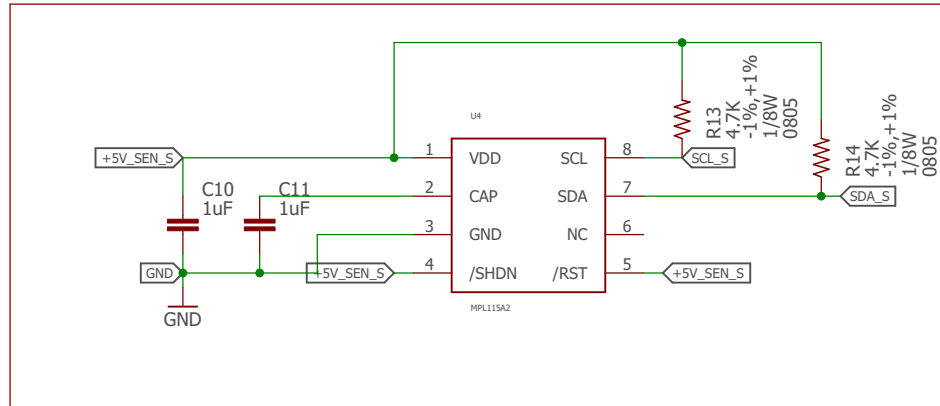 U4
+5V_SEN_S
1
VDD
SCL
8
SCL_S
R13
4.7K
-1%,+1%
1/8W
0805
R14
4.7K
-1%,+1%
1/8W
0805
C10
1uF
C11
1uF
2
CAP
SDA
7
SDA_S
3
GND
NC
6
GND
+5V_SEN_S
4
/SHDN
/RST
5
+5V_SEN_S
GND
MPL115A2